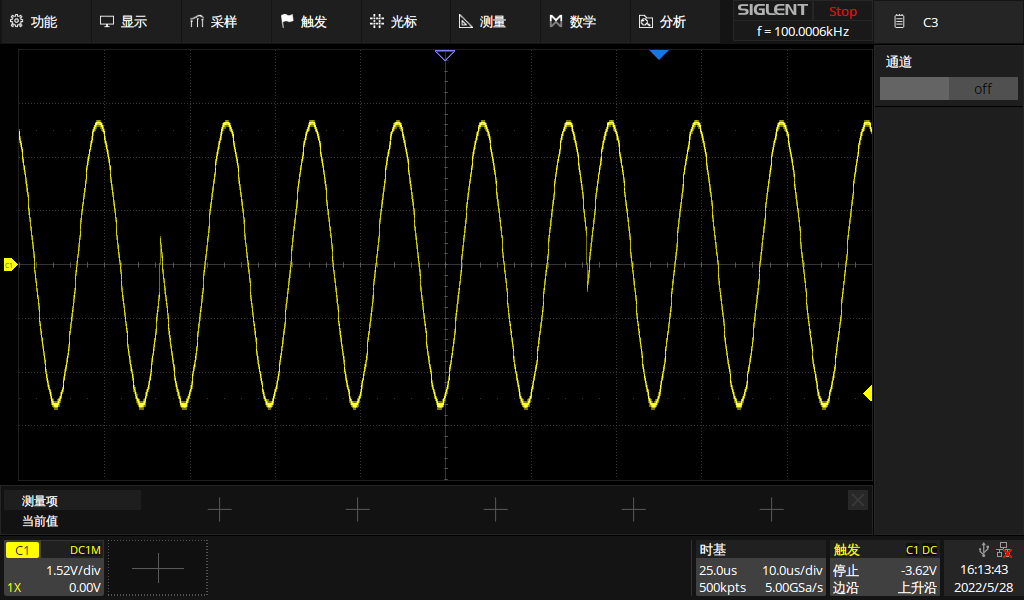 功能 显示 采样 触发 光标 测量 数学 分析 SIGLENT Stop
f = 100.0006kHz
C3
通道
off
C1
测量项
当前值
C1 DC1M
1.52V/div
1X 0.00V
时基
25.0us 10.0us/div
500kpts 5.00GSa/s
触发 C1 DC
停止 -3.62V
边沿 上升沿
16:13:43
2022/5/28